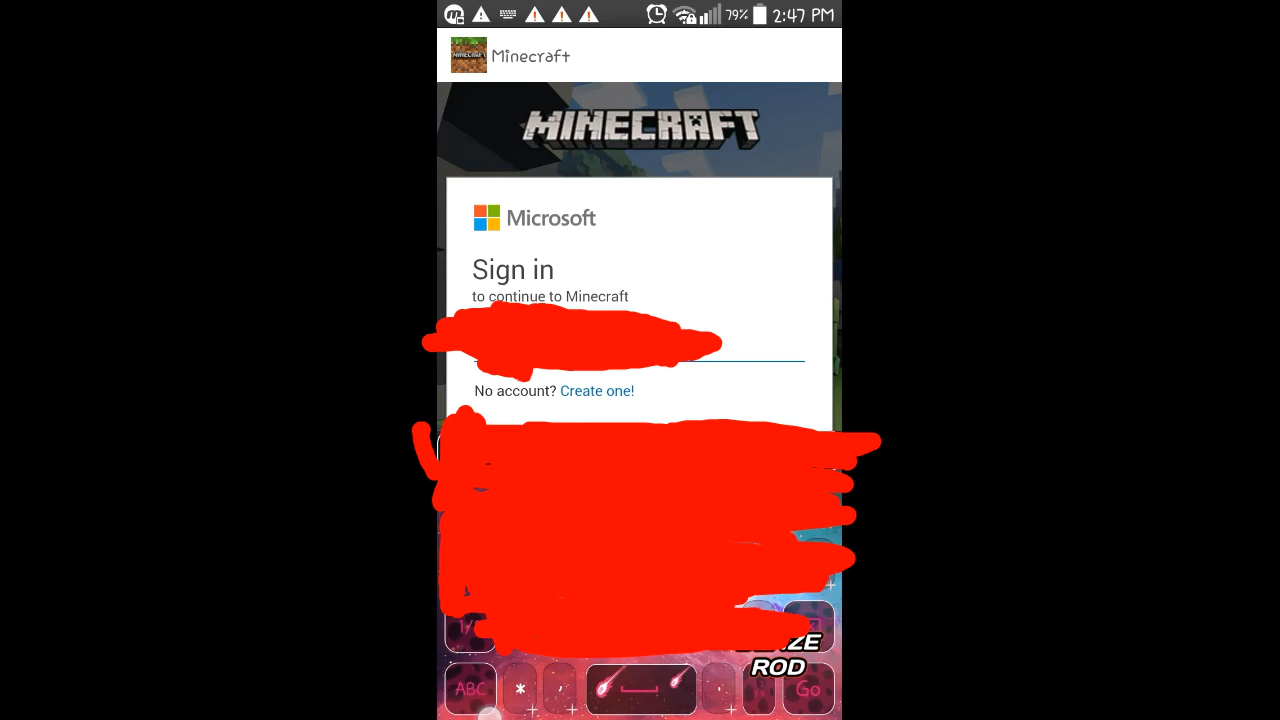 79% 2:47 PM
MINECRAFT Minecraft
MINECRAFT
Microsoft
Sign in
to continue to Minecraft
No account? Create one!
ROD
ABC * , . Go